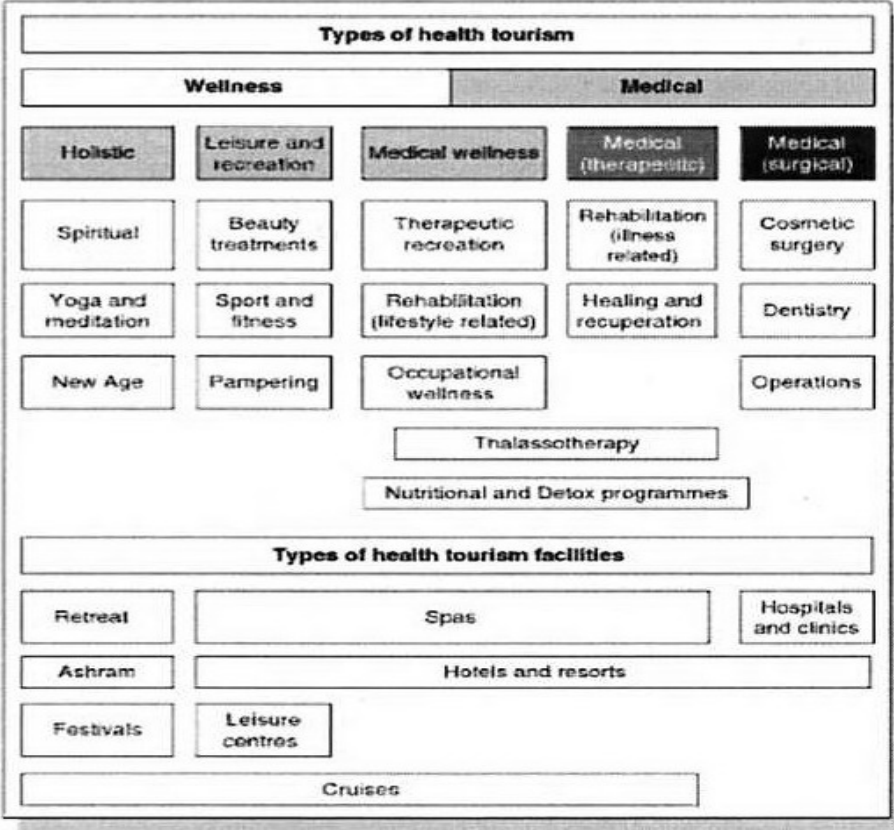 Types of health tourism
Wellness Medical
Holistic
Leisure and
recreation
Medical wellness
Medical
(therapeutic)
Medical
(surgical)
Spiritual
Beauty
treatments
Therapeutic
recreation
Rehabilitation
(illness
related)
Cosmetic
surgery
Yoga and
meditation
Sport and
fitness
Rehabilitation
(lifestyle related)
Healing and
recuperation
Dentistry
New Age
Pampering
Occupational
wellness
Operations
Thalassotherapy
Nutritional and Detox programmes
Types of health tourism facilities
Retreat
Spas
Hospitals
and clinics
Ashram
Hotels and resorts
Festivals
Leisure
centres
Cruises